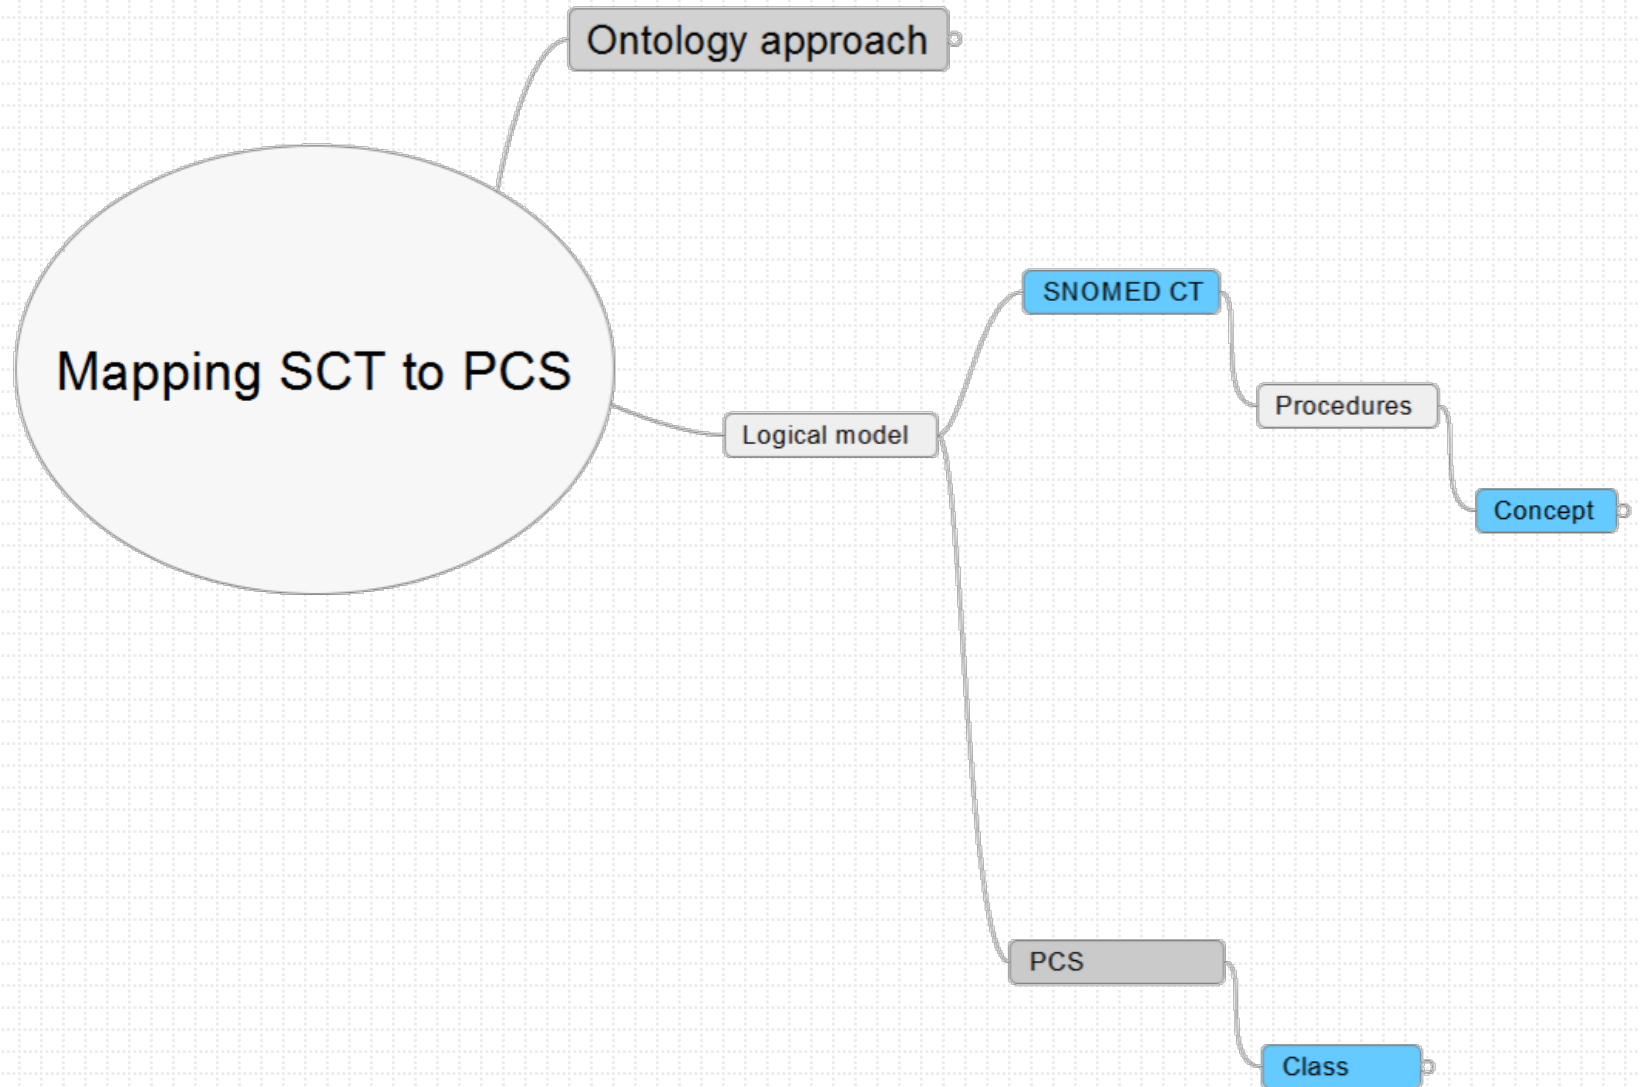 Ontology approach
Mapping SCT to PCS
SNOMED CT
Procedures
Logical model
Concept
PCS
Class